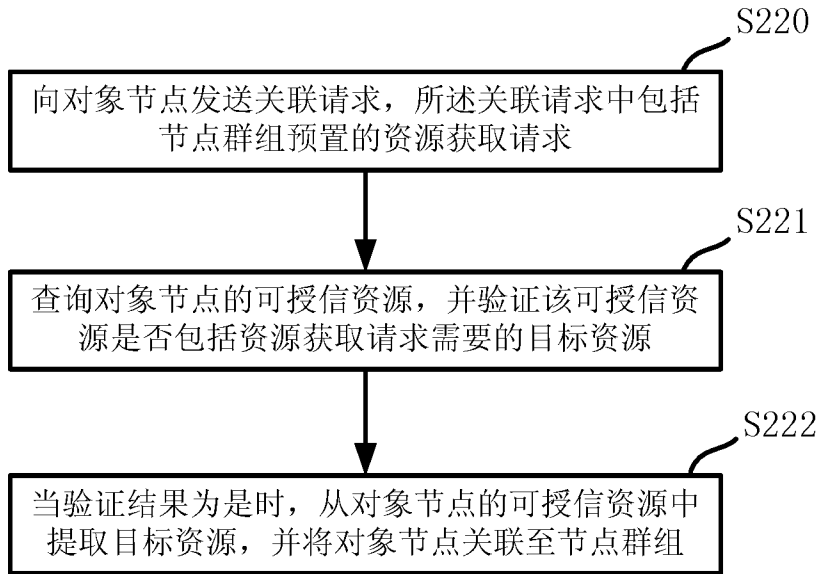 S220
向对象节点发送关联请求，所述关联请求中包括
节点群组预置的资源获取请求
S221
查询对象节点的可授信资源，并验证该可授信资
源是否包括资源获取请求需要的目标资源
S222
当验证结果为是时，从对象节点的可授信资源中
提取目标资源，并将对象节点关联至节点群组